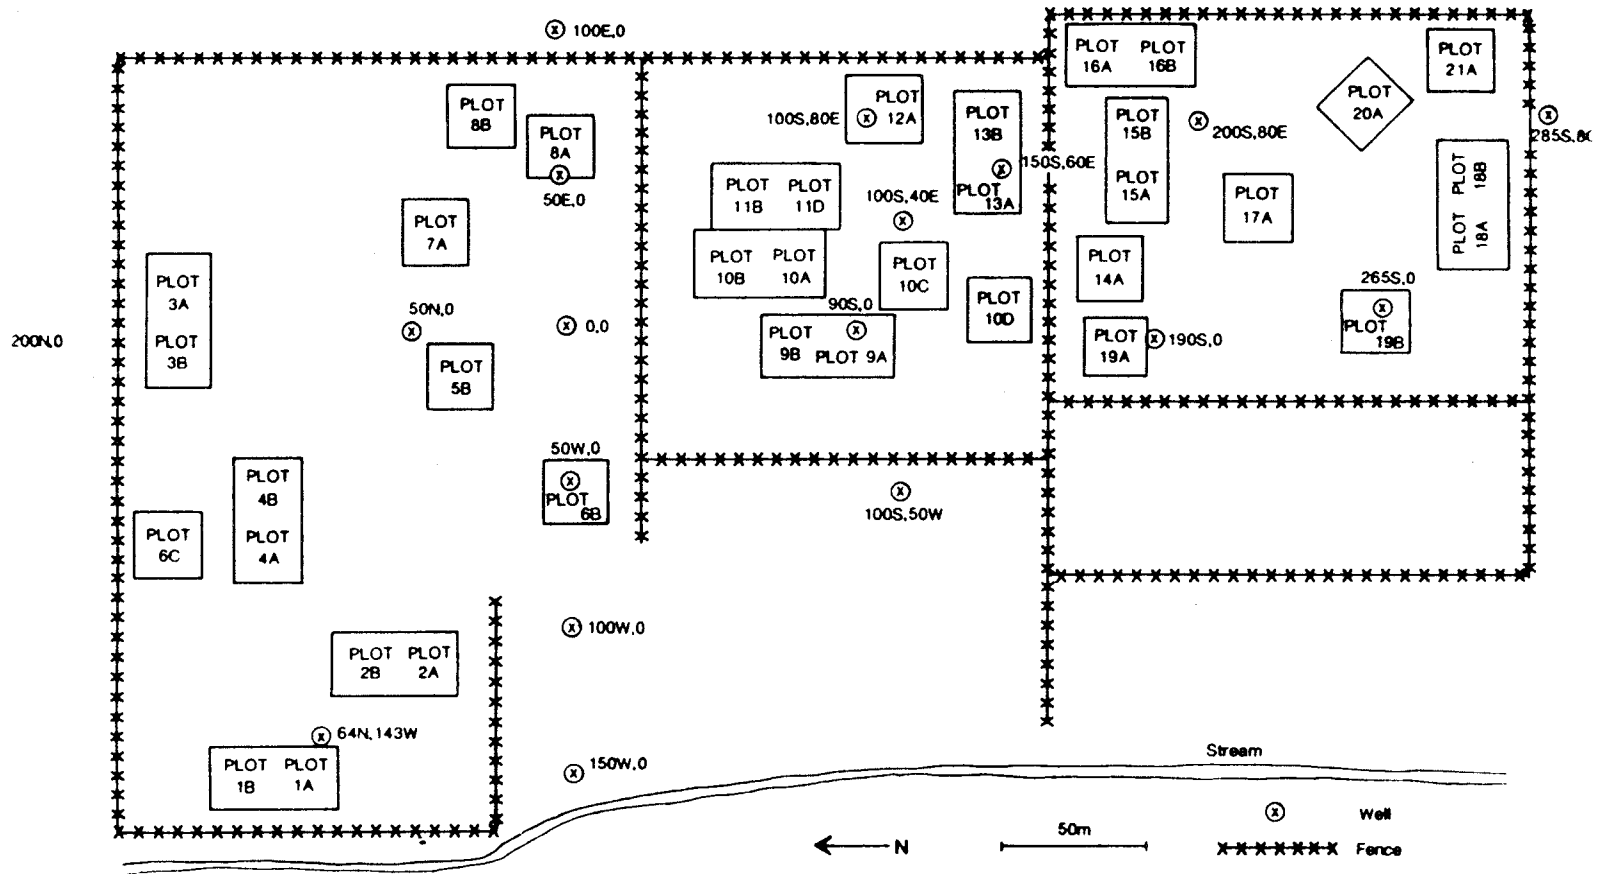 100E,0
PLOT
16A
PLOT
16B
PLOT
21A
PLOT
20A
PLOT
8B
PLOT
8A
50E,0
100S,80E
PLOT
12A
PLOT
13B
150S,60E
PLOT
13A
PLOT
15B
PLOT
15A
200S,80E
285S,8
PLOT
18B
PLOT
18A
PLOT
17A
PLOT
7A
PLOT
11B
PLOT
11D
100S,40E
PLOT
10B
PLOT
10A
PLOT
10C
PLOT
10D
PLOT
14A
265S,0
PLOT
19B
PLOT
3A
PLOT
3B
200N,0
50N,0
0,0
90S,0
PLOT
9B
PLOT 9A
PLOT
19A
190S,0
PLOT
5B
50W,0
PLOT
6B
PLOT
4B
PLOT
4A
PLOT
6C
100S,50W
100W,0
PLOT
2B
PLOT
2A
64N,143W
PLOT
1B
PLOT
1A
150W,0
Stream
Well
50m
N
Fence